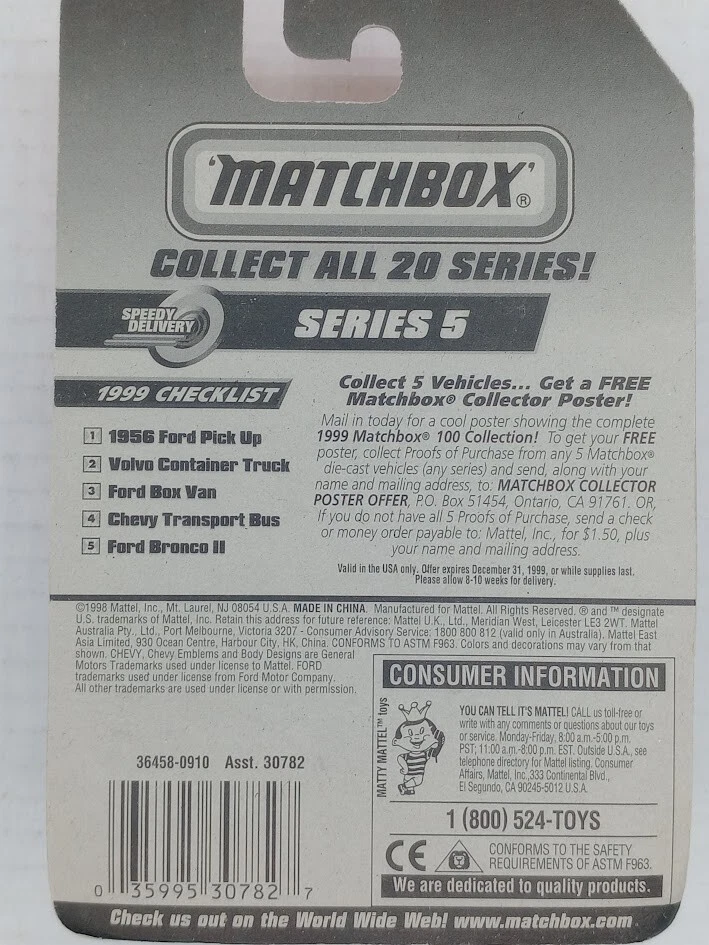 'MATCHBOX'®
COLLECT ALL 20 SERIES!
SPEEDY
DELIVERY
SERIES 5
1999 CHECKLIST
1 1956 Ford Pick Up
2 Volvo Container Truck
3 Ford Box Van
4 Chevy Transport Bus
5 Ford Bronco II
Collect 5 Vehicles... Get a FREE
Matchbox® Collector Poster!
Mail in today for a cool poster showing the complete
1999 Matchbox® 100 Collection! To get your FREE
poster, collect Proofs of Purchase from any 5 Matchbox®
die-cast vehicles (any series) and send, along with your
name and mailing address, to: MATCHBOX COLLECTOR
POSTER OFFER, P.O. Box 51454, Ontario, CA 91761. OR,
If you do not have all 5 Proofs of Purchase, send a check
or money order payable to: Mattel, Inc., for $1.50, plus
your name and mailing address.
Valid in the USA only. Offer expires December 31, 1999, or while supplies last.
Please allow 8-10 weeks for delivery.
©1998 Mattel, Inc., Mt. Laurel, NJ 08054 U.S.A. MADE IN CHINA. Manufactured for Mattel. All Rights Reserved. ® and ™ designate
U.S. trademarks of Mattel, Inc. Retain this address for future reference: Mattel U.K., Ltd., Meridian West, Leicester LE3 2WT. Mattel
Australia Pty., Ltd., Port Melbourne, Victoria 3207 - Consumer Advisory Service: 1800 800 812 (valid only in Australia). Mattel East
Asia Limited, 930 Ocean Centre, Harbour City, HK, China. CONFORMS TO ASTM F963. Colors and decorations may vary from that
shown. CHEVY, Chevy Emblems and Body Designs are General
Motors Trademarks used under license to Mattel. FORD
trademarks used under license from Ford Motor Company.
All other trademarks are used under license or with permission.
CONSUMER INFORMATION
MATTY MATTEL™ toys
YOU CAN TELL IT'S MATTEL! CALL us toll-free or
write with any comments or questions about our toys
or service. Monday-Friday, 8:00 a.m.-5:00 p.m.
PST; 11:00 a.m.-8:00 p.m. EST. Outside U.S.A., see
telephone directory for Mattel listing. Consumer
Affairs, Mattel, Inc.,333 Continental Blvd.,
El Segundo, CA 90245-5012 U.S.A.
1 (800) 524-TOYS
CE
CONFORMS TO THE SAFETY
REQUIREMENTS OF ASTM F963.
We are dedicated to quality products.
36458-0910 Asst. 30782
0 35995 30782 7
Check us out on the World Wide Web! www.matchbox.com